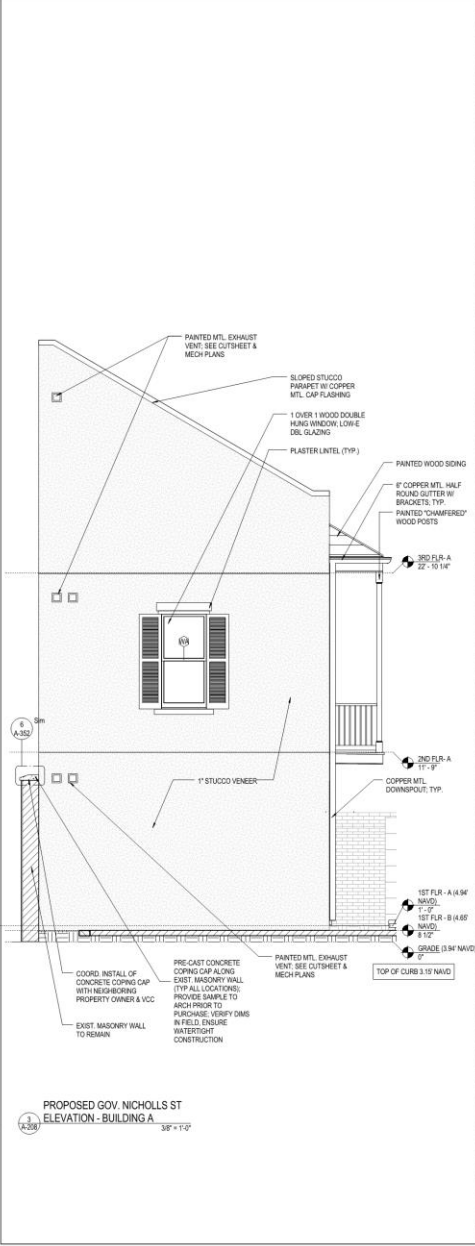 PAINTED MTL. EXHAUST
VENT; SEE CUTSHEET &
MECH PLANS
SLOPED STUCCO
PARAPET W/ COPPER
MTL. CAP FLASHING
1 OVER 1 WOOD DOUBLE
HUNG WINDOW; LOW-E
DBL GLAZING
PLASTER LINTEL (TYP.)
PAINTED WOOD SIDING
6" COPPER MTL. HALF
ROUND GUTTER W/
BRACKETS; TYP.
PAINTED "CHAMFERED"
WOOD POSTS
3RD FLR- A
22' - 10 1/4"
WA
6
A-352
Sim
2ND FLR- A
11' - 9"
1" STUCCO VENEER
COPPER MTL.
DOWNSPOUT; TYP.
1ST FLR - A (4.94'
NAVD)
1' - 0"
1ST FLR - B (4.65'
NAVD)
8 1/2"
GRADE (3.94' NAVD)
0"
TOP OF CURB 3.15' NAVD
COORD. INSTALL OF
CONCRETE COPING CAP
WITH NEIGHBORING
PROPERTY OWNER & VCC
EXIST. MASONRY WALL
TO REMAIN
PRE-CAST CONCRETE
COPING CAP ALONG
EXIST. MASONRY WALL
(TYP ALL LOCATIONS);
PROVIDE SAMPLE TO
ARCH PRIOR TO
PURCHASE; VERIFY DIMS
IN FIELD, ENSURE
WATERTIGHT
CONSTRUCTION
PAINTED MTL. EXHAUST
VENT; SEE CUTSHEET &
MECH PLANS
PROPOSED GOV. NICHOLLS ST
ELEVATION - BUILDING A
3
A-208
3/8" = 1'-0"